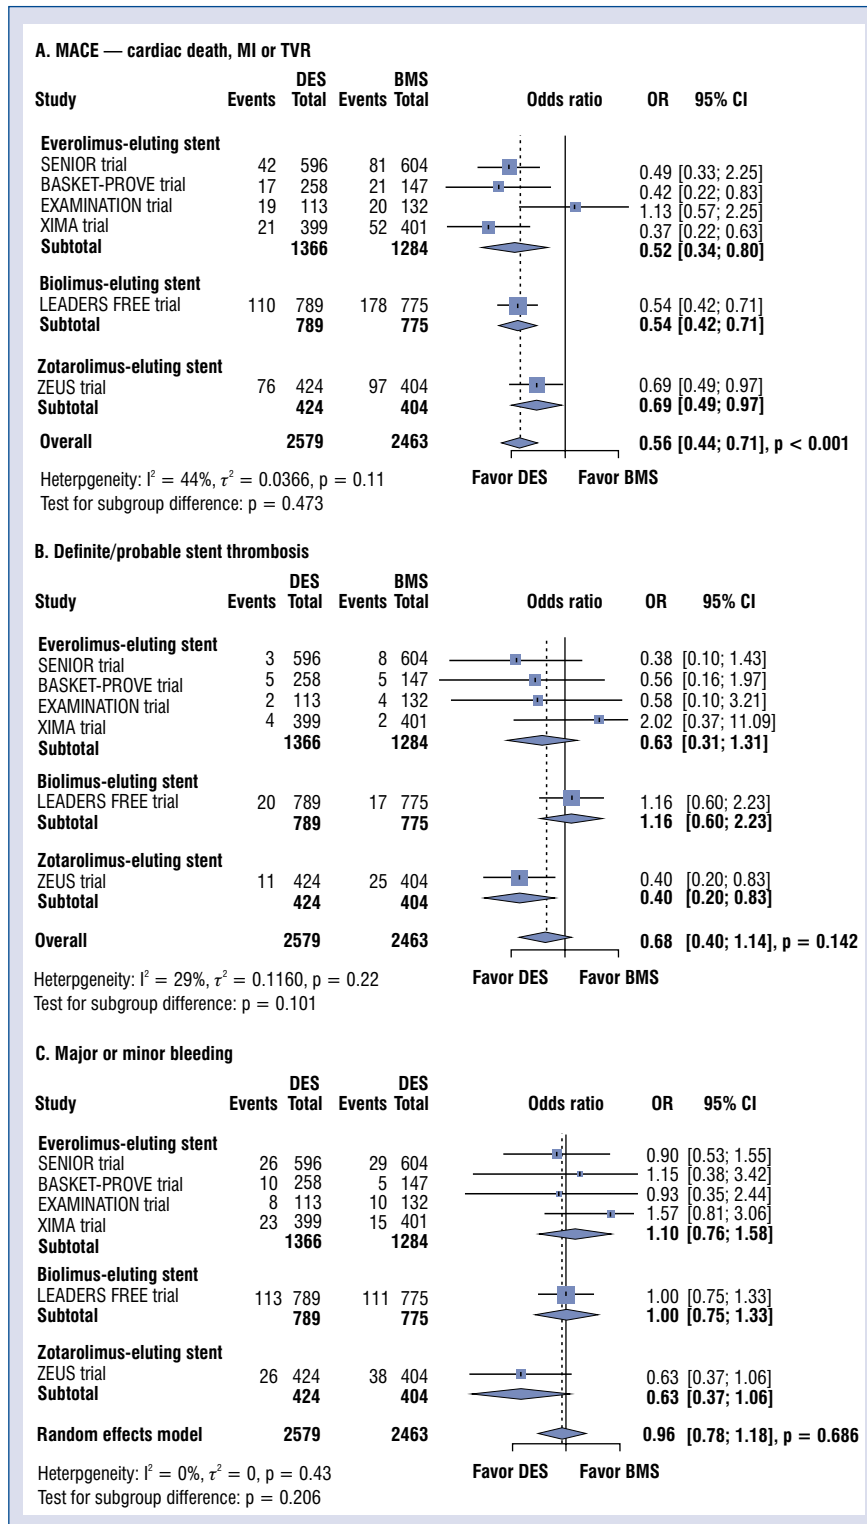 A. MACE — cardiac death, MI or TVR
DES BMS
Study Events Total Events Total Odds ratio OR 95% CI
Everolimus-eluting stent
SENIOR trial 42 596 81 604 0.49 [0.33; 2.25]
BASKET-PROVE trial 17 258 21 147 0.42 [0.22; 0.83]
EXAMINATION trial 19 113 20 132 1.13 [0.57; 2.25]
XIMA trial 21 399 52 401 0.37 [0.22; 0.63]
Subtotal 1366 1284 0.52 [0.34; 0.80]
Biolimus-eluting stent
LEADERS FREE trial 110 789 178 775 0.54 [0.42; 0.71]
Subtotal 789 775 0.54 [0.42; 0.71]
Zotarolimus-eluting stent
ZEUS trial 76 424 97 404 0.69 [0.49; 0.97]
Subtotal 424 404 0.69 [0.49; 0.97]
Overall 2579 2463 0.56 [0.44; 0.71], p < 0.001
Heterpgeneity: I² = 44%, τ² = 0.0366, p = 0.11 Favor DES Favor BMS
Test for subgroup difference: p = 0.473
B. Definite/probable stent thrombosis
DES BMS
Study Events Total Events Total Odds ratio OR 95% CI
Everolimus-eluting stent
SENIOR trial 3 596 8 604 0.38 [0.10; 1.43]
BASKET-PROVE trial 5 258 5 147 0.56 [0.16; 1.97]
EXAMINATION trial 2 113 4 132 0.58 [0.10; 3.21]
XIMA trial 4 399 2 401 2.02 [0.37; 11.09]
Subtotal 1366 1284 0.63 [0.31; 1.31]
Biolimus-eluting stent
LEADERS FREE trial 20 789 17 775 1.16 [0.60; 2.23]
Subtotal 789 775 1.16 [0.60; 2.23]
Zotarolimus-eluting stent
ZEUS trial 11 424 25 404 0.40 [0.20; 0.83]
Subtotal 424 404 0.40 [0.20; 0.83]
Overall 2579 2463 0.68 [0.40; 1.14], p = 0.142
Heterpgeneity: I² = 29%, τ² = 0.1160, p = 0.22 Favor DES Favor BMS
Test for subgroup difference: p = 0.101
C. Major or minor bleeding
DES DES
Study Events Total Events Total Odds ratio OR 95% CI
Everolimus-eluting stent
SENIOR trial 26 596 29 604 0.90 [0.53; 1.55]
BASKET-PROVE trial 10 258 5 147 1.15 [0.38; 3.42]
EXAMINATION trial 8 113 10 132 0.93 [0.35; 2.44]
XIMA trial 23 399 15 401 1.57 [0.81; 3.06]
Subtotal 1366 1284 1.10 [0.76; 1.58]
Biolimus-eluting stent
LEADERS FREE trial 113 789 111 775 1.00 [0.75; 1.33]
Subtotal 789 775 1.00 [0.75; 1.33]
Zotarolimus-eluting stent
ZEUS trial 26 424 38 404 0.63 [0.37; 1.06]
Subtotal 424 404 0.63 [0.37; 1.06]
Random effects model 2579 2463 0.96 [0.78; 1.18], p = 0.686
Heterpgeneity: I² = 0%, τ² = 0, p = 0.43 Favor DES Favor BMS
Test for subgroup difference: p = 0.206